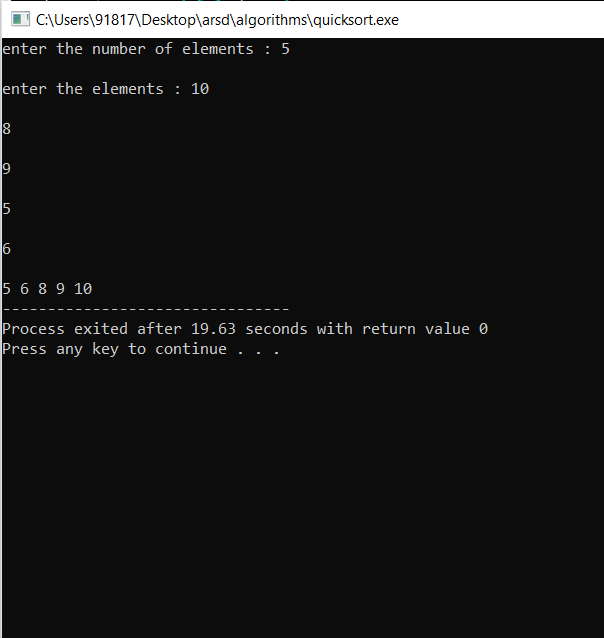 C:\Users\91817\Desktop\arsd\algorithms\quicksort.exe
enter the number of elements : 5
enter the elements : 10
8
9
5
6
5 6 8 9 10
--------------------------------
Process exited after 19.63 seconds with return value 0
Press any key to continue . . .